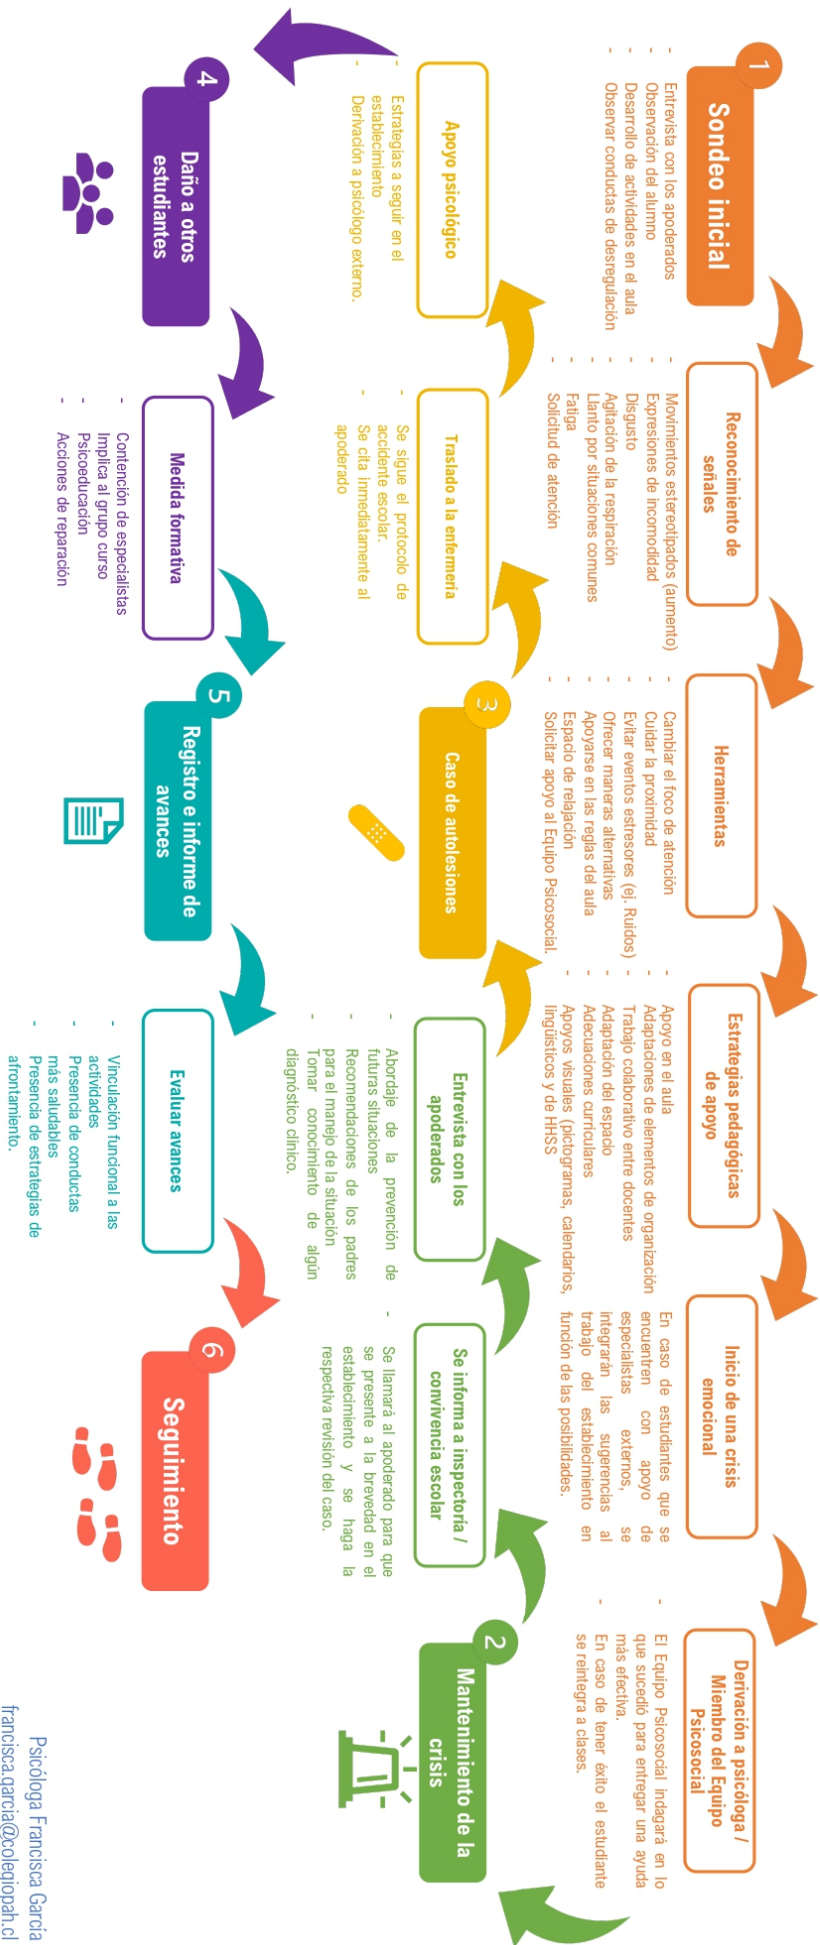 1
Sondeo inicial
- Entrevista con los apoderados
- Observación del alumno
- Desarrollo de actividades en el aula
- Observar conductas de desregulación
Reconocimiento de
señales
- Movimientos estereotipados (aumento)
- Expresiones de incomodidad
- Disgusto
- Agitación de la respiración
- Llanto por situaciones comunes
- Fatiga
- Solicitud de atención
Herramientas
- Cambiar el foco de atención
- Cuidar la proximidad
- Evitar eventos estresores (ej. Ruidos)
- Ofrecer maneras alternativas
- Apoyarse en las reglas del aula
- Espacio de relajación
- Solicitar apoyo al Equipo Psicosocial.
Estrategias pedagógicas
de apoyo
- Apoyo en el aula
- Adaptaciones de elementos de organización
- Trabajo colaborativo entre docentes
- Adaptación del espacio
- Adecuaciones curriculares
- Apoyos visuales (pictogramas, calendarios,
lingüísticos y de HHSS
Inicio de una crisis
emocional
En caso de estudiantes que se
encuentren con apoyo de
especialistas externos, se
integrarán las sugerencias al
trabajo del establecimiento en
función de las posibilidades.
Derivación a psicóloga /
Miembro del Equipo
Psicosocial
- El Equipo Psicosocial indagará en lo
que sucedió para entregar una ayuda
más efectiva.
- En caso de tener éxito el estudiante
se reintegra a clases.
2
Mantenimiento de la
crisis
Se informa a inspectoría /
convivencia escolar
- Se llamará al apoderado para que
se presente a la brevedad en el
establecimiento y se haga la
respectiva revisión del caso.
Entrevista con los
apoderados
- Abordaje de la prevención de
futuras situaciones
- Recomendaciones de los padres
para el manejo de la situación
- Tomar conocimiento de algún
diagnóstico clínico.
3
Caso de autolesiones
Traslado a la enfermería
- Se sigue el protocolo de
accidente escolar.
- Se cita inmediatamente al
apoderado
Apoyo psicológico
- Estrategias a seguir en el
establecimiento
- Derivación a psicólogo externo.
4
Daño a otros
estudiantes
Medida formativa
- Contención de especialistas
- Implica al grupo curso
- Psicoeducación
- Acciones de reparación
5
Registro e informe de
avances
Evaluar avances
- Vinculación funcional a las
actividades
- Presencia de conductas
más saludables
- Presencia de estrategias de
afrontamiento.
6
Seguimiento
Psicóloga Francisca García
francisca.garcia@colegiopah.cl